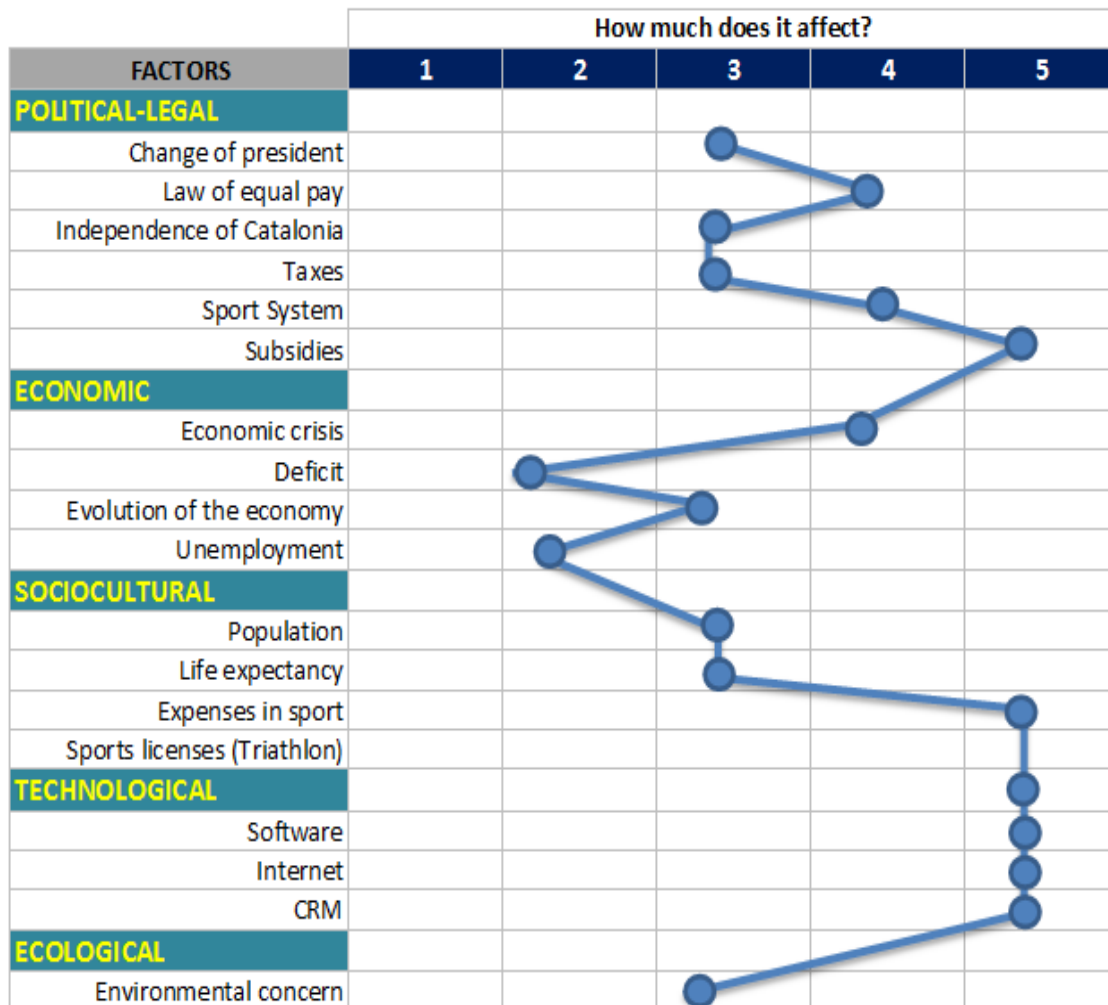 How much does it affect?
FACTORS 1 2 3 4 5
POLITICAL-LEGAL
Change of president
Law of equal pay
Independence of Catalonia
Taxes
Sport System
Subsidies
ECONOMIC
Economic crisis
Deficit
Evolution of the economy
Unemployment
SOCIOCULTURAL
Population
Life expectancy
Expenses in sport
Sports licenses (Triathlon)
TECHNOLOGICAL
Software
Internet
CRM
ECOLOGICAL
Environmental concern